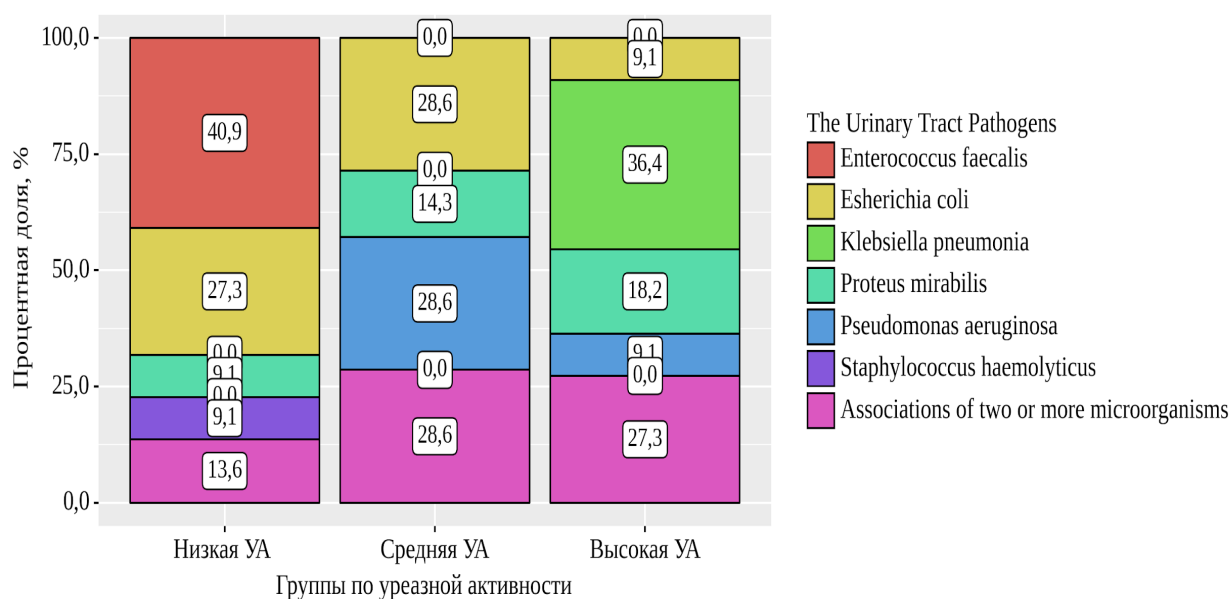 Процентная доля, %
100,0
75,0
50,0
25,0
0,0
40,9
27,3
0,0
9,1
0,0
9,1
13,6
0,0
28,6
0,0
14,3
28,6
0,0
28,6
0,0
9,1
36,4
18,2
9,1
0,0
27,3
Низкая УА
Средняя УА
Высокая УА
Группы по уреазной активности
The Urinary Tract Pathogens
Enterococcus faecalis
Esherichia coli
Klebsiella pneumonia
Proteus mirabilis
Pseudomonas aeruginosa
Staphylococcus haemolyticus
Associations of two or more microorganisms